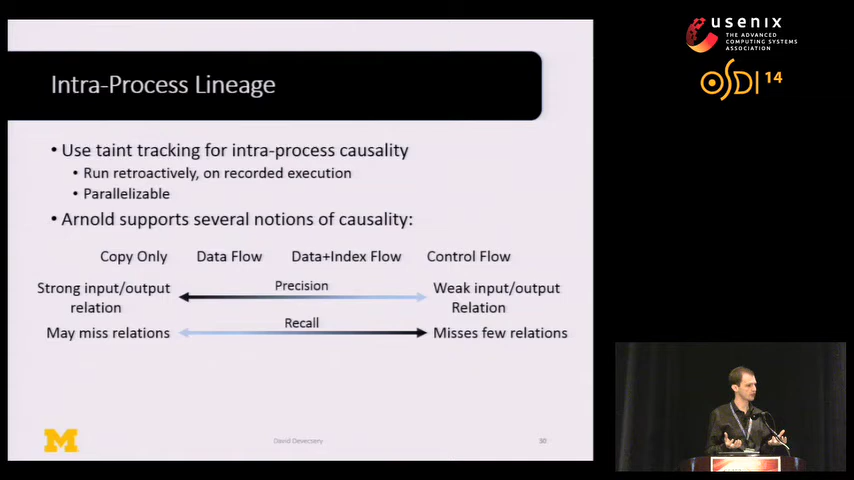 usenix
THE ADVANCED
COMPUTING SYSTEMS
ASSOCIATION
OSDI 14
Intra-Process Lineage
• Use taint tracking for intra-process causality
• Run retroactively, on recorded execution
• Parallelizable
• Arnold supports several notions of causality:
Copy Only Data Flow Data+Index Flow Control Flow
Strong input/output
relation
Precision
Weak input/output
Relation
May miss relations
Recall
Misses few relations
M
David Devecsery
30